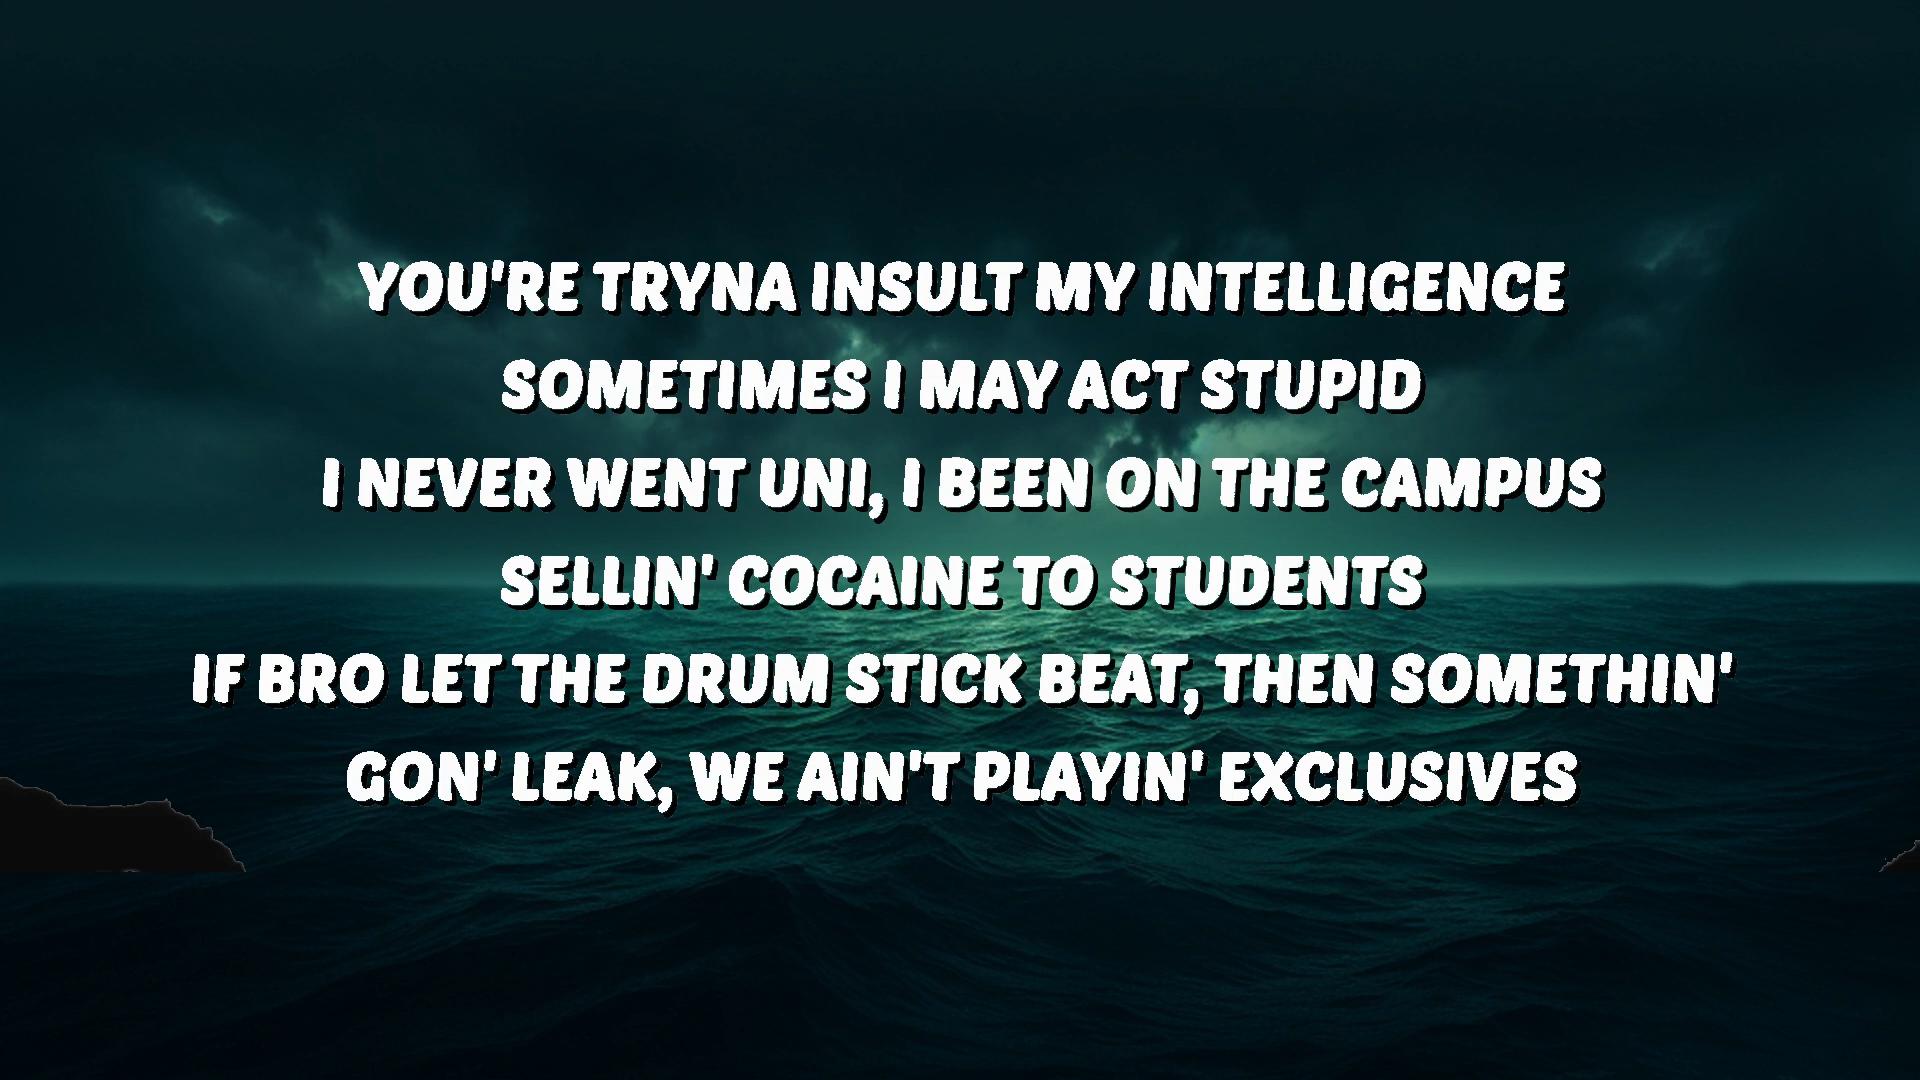 YOU'RE TRYNA INSULT MY INTELLIGENCE
SOMETIMES I MAY ACT STUPID
I NEVER WENT UNI, I BEEN ON THE CAMPUS
SELLIN' COCAINE TO STUDENTS
IF BRO LET THE DRUM STICK BEAT, THEN SOMETHIN'
GON' LEAK, WE AIN'T PLAYIN' EXCLUSIVES